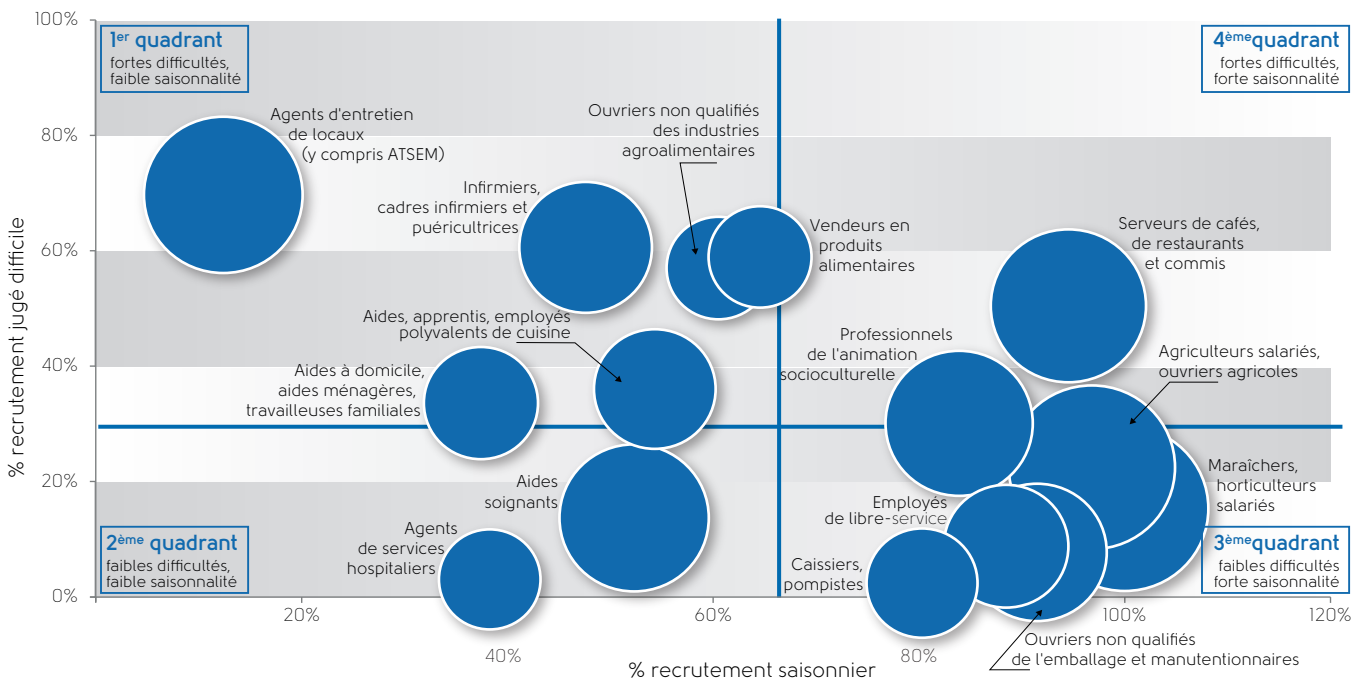 100%
80%
60%
40%
20%
0%
% recrutement jugé difficile
1er quadrant
fortes difficultés,
faible saisonnalité
4èmequadrant
fortes difficultés,
forte saisonnalité
Agents d'entretien
de locaux
(y compris ATSEM)
Ouvriers non qualifiés
des industries
agroalimentaires
Infirmiers,
cadres infirmiers et
puéricultrices
Vendeurs en
produits
alimentaires
Serveurs de cafés,
de restaurants
et commis
Aides, apprentis, employés
polyvalents de cuisine
Professionnels
de l'animation
socioculturelle
Agriculteurs salariés,
ouvriers agricoles
Aides à domicile,
aides ménagères,
travailleuses familiales
Aides
soignants
Maraîchers,
horticulteurs
salariés
Employés
de libre-service
Agents
de services
hospitaliers
Caissiers,
pompistes
2ème quadrant
faibles difficultés,
faible saisonnalité
3èmequadrant
faibles difficultés
forte saisonnalité
20%
40%
60%
80%
100%
120%
Ouvriers non qualifiés
de l'emballage et manutentionnaires
% recrutement saisonnier